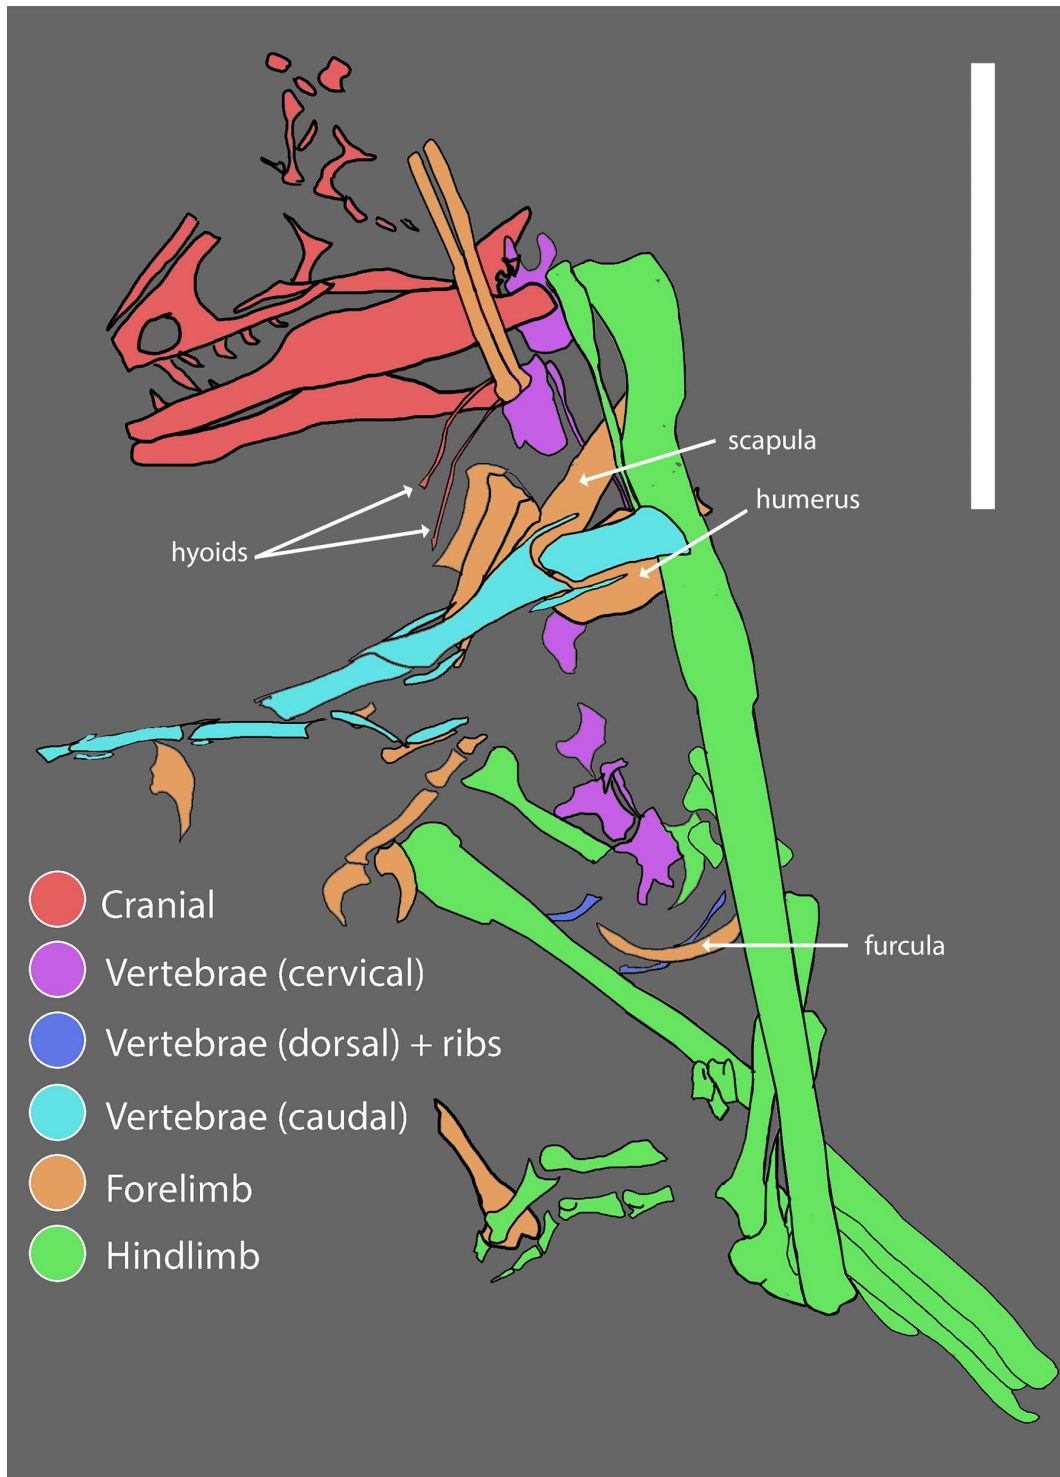 scapula
humerus
hyoids
Cranial
furcula
Vertebrae (cervical)
Vertebrae (dorsal) + ribs
Vertebrae (caudal)
Forelimb
Hindlimb